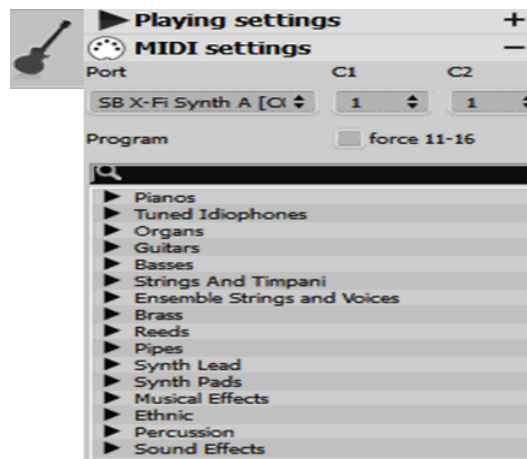 Playing settings +
MIDI settings −
Port C1 C2
SB X-Fi Synth A [O 1 1
Program force 11-16
Pianos
Tuned Idiophones
Organs
Guitars
Basses
Strings And Timpani
Ensemble Strings and Voices
Brass
Reeds
Pipes
Synth Lead
Synth Pads
Musical Effects
Ethnic
Percussion
Sound Effects